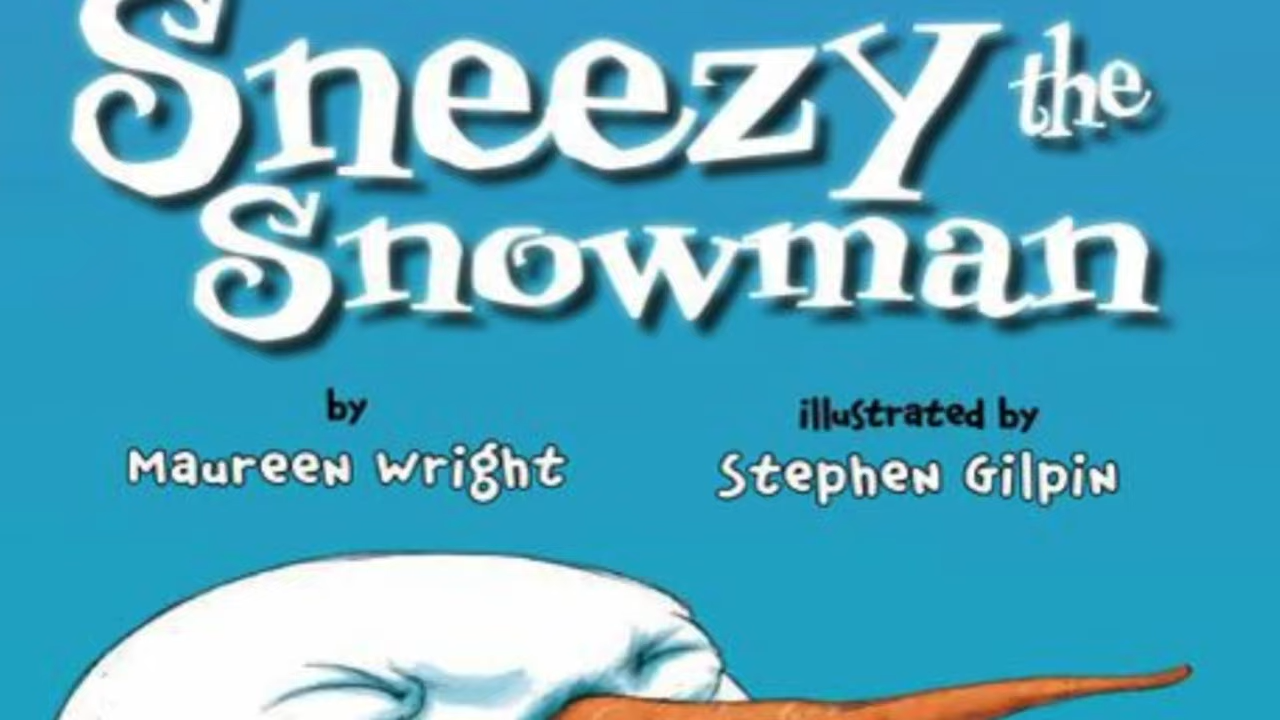 Sneezy the
Snowman
by
Maureen Wright
illustrated by
Stephen Gilpin